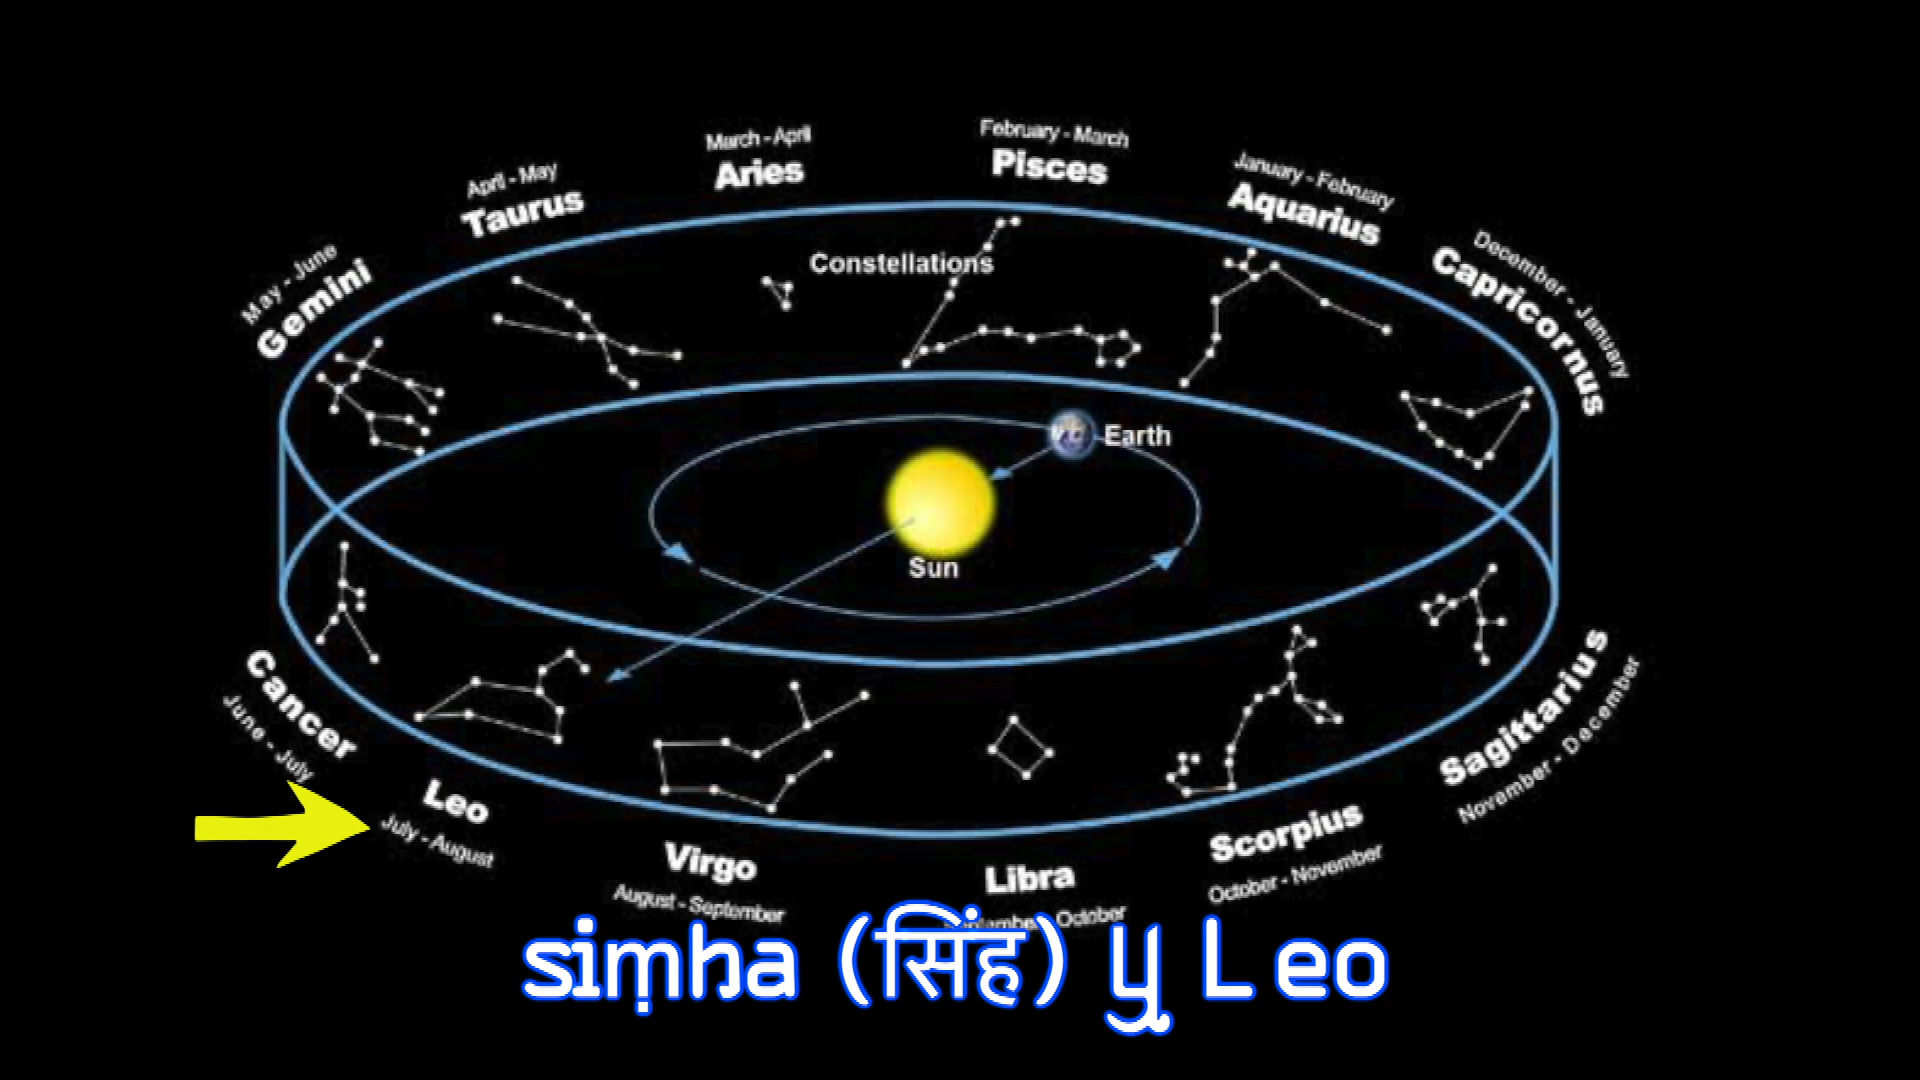 March - April
Aries
February - March
Pisces
January - February
Aquarius
April - May
Taurus
December - January
Capricornus
May - June
Gemini
Constellations
Earth
Sun
Cancer
June - July
Sagittarius
November - December
Leo
July - August
Scorpius
October - November
Virgo
August - September
Libra
September - October
siṃha (सिंह) y Leo